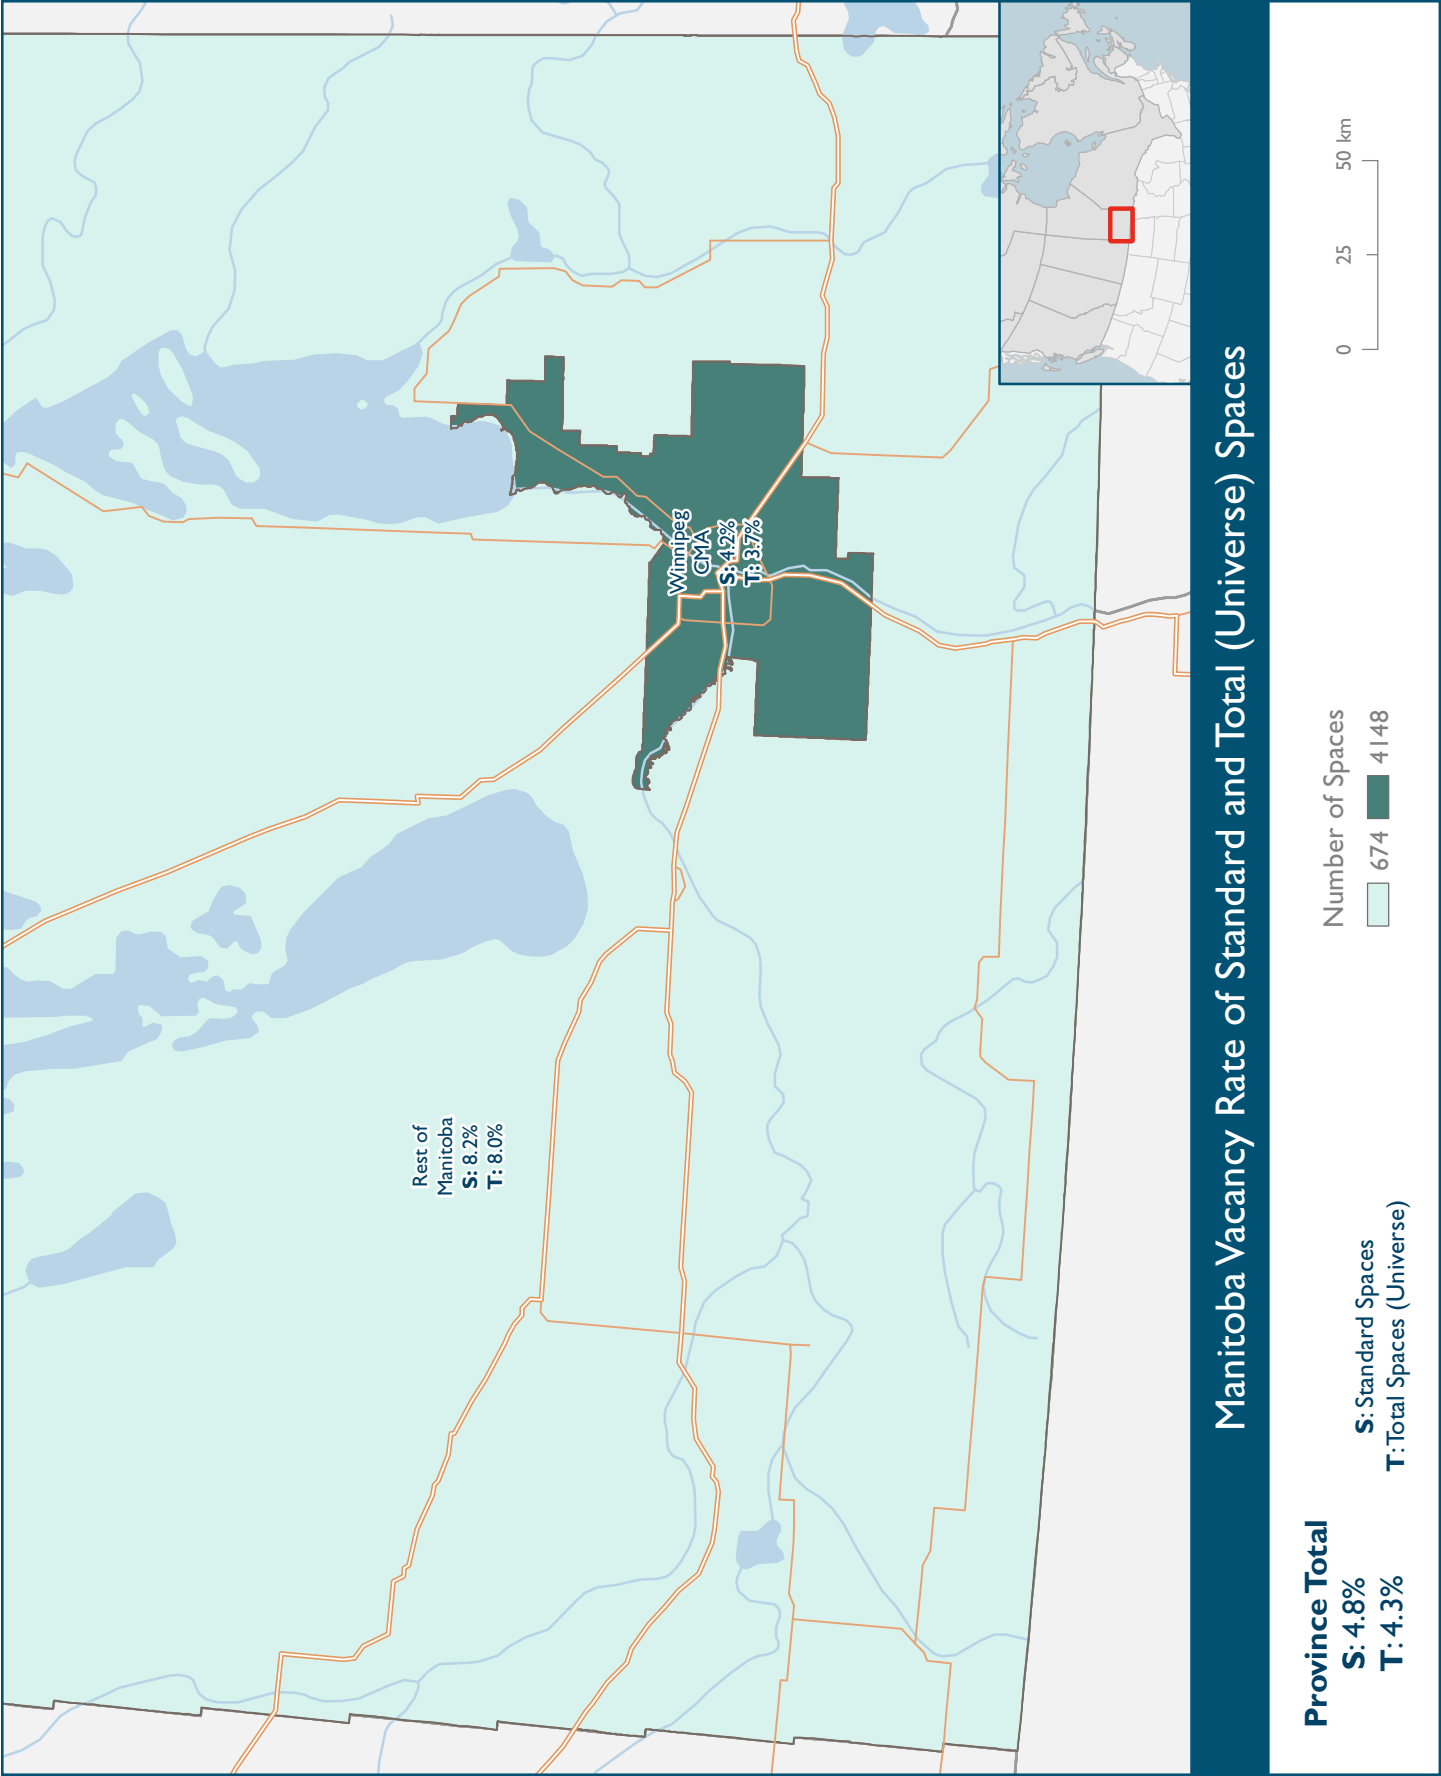 Rest of
Manitoba
S: 8.2%
T: 8.0%
Winnipeg
CMA
S: 4.2%
T: 3.7%
Manitoba Vacancy Rate of Standard and Total (Universe) Spaces
Province Total
S: 4.8%
T: 4.3%
S: Standard Spaces
T: Total Spaces (Universe)
Number of Spaces
674 4148
0 25 50 km